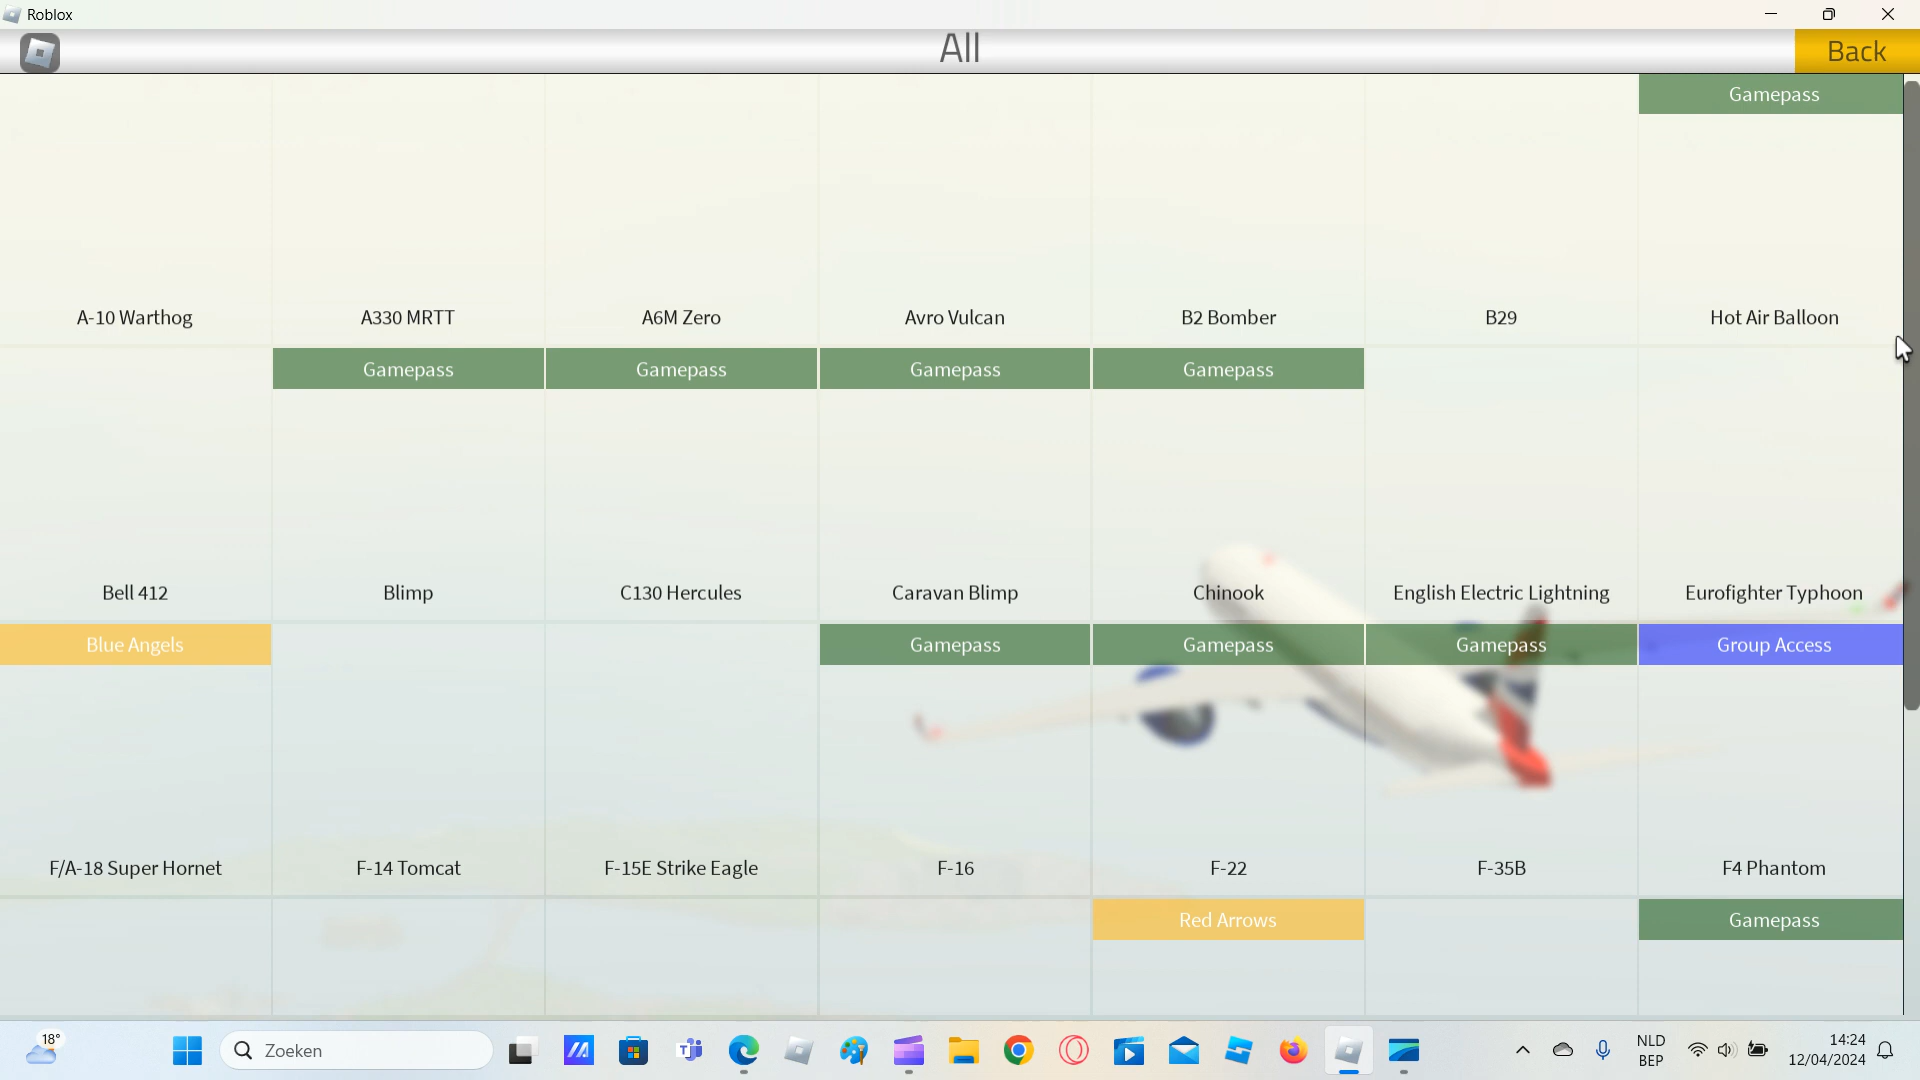 Roblox
All
Back
Gamepass
A-10 Warthog
A330 MRTT
A6M Zero
Avro Vulcan
B2 Bomber
B29
Hot Air Balloon
Gamepass
Gamepass
Gamepass
Gamepass
Bell 412
Blimp
C130 Hercules
Caravan Blimp
Chinook
English Electric Lightning
Eurofighter Typhoon
Blue Angels
Gamepass
Gamepass
Gamepass
Group Access
F/A-18 Super Hornet
F-14 Tomcat
F-15E Strike Eagle
F-16
F-22
F-35B
F4 Phantom
Red Arrows
Gamepass
18°
Zoeken
NLD
BEP
14:24
12/04/2024